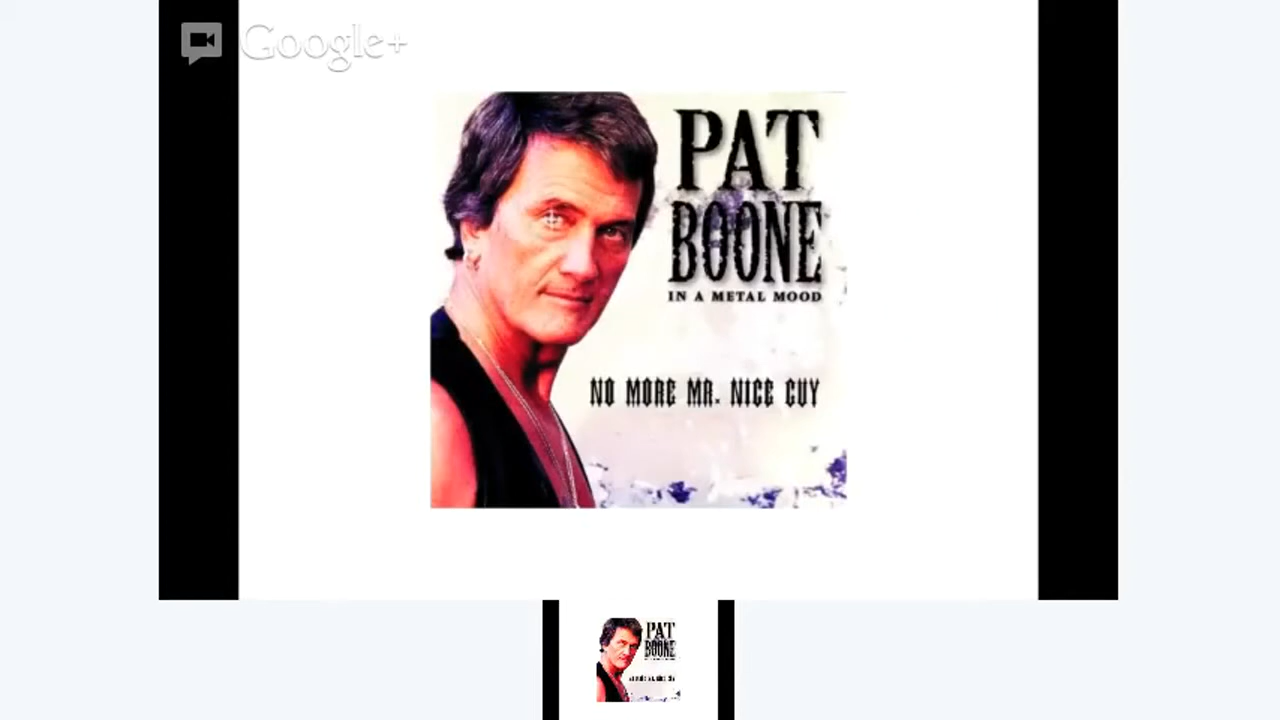 Google+
PAT
BOONE
IN A METAL MOOD
NO MORE MR. NICE GUY
PAT
BOONE